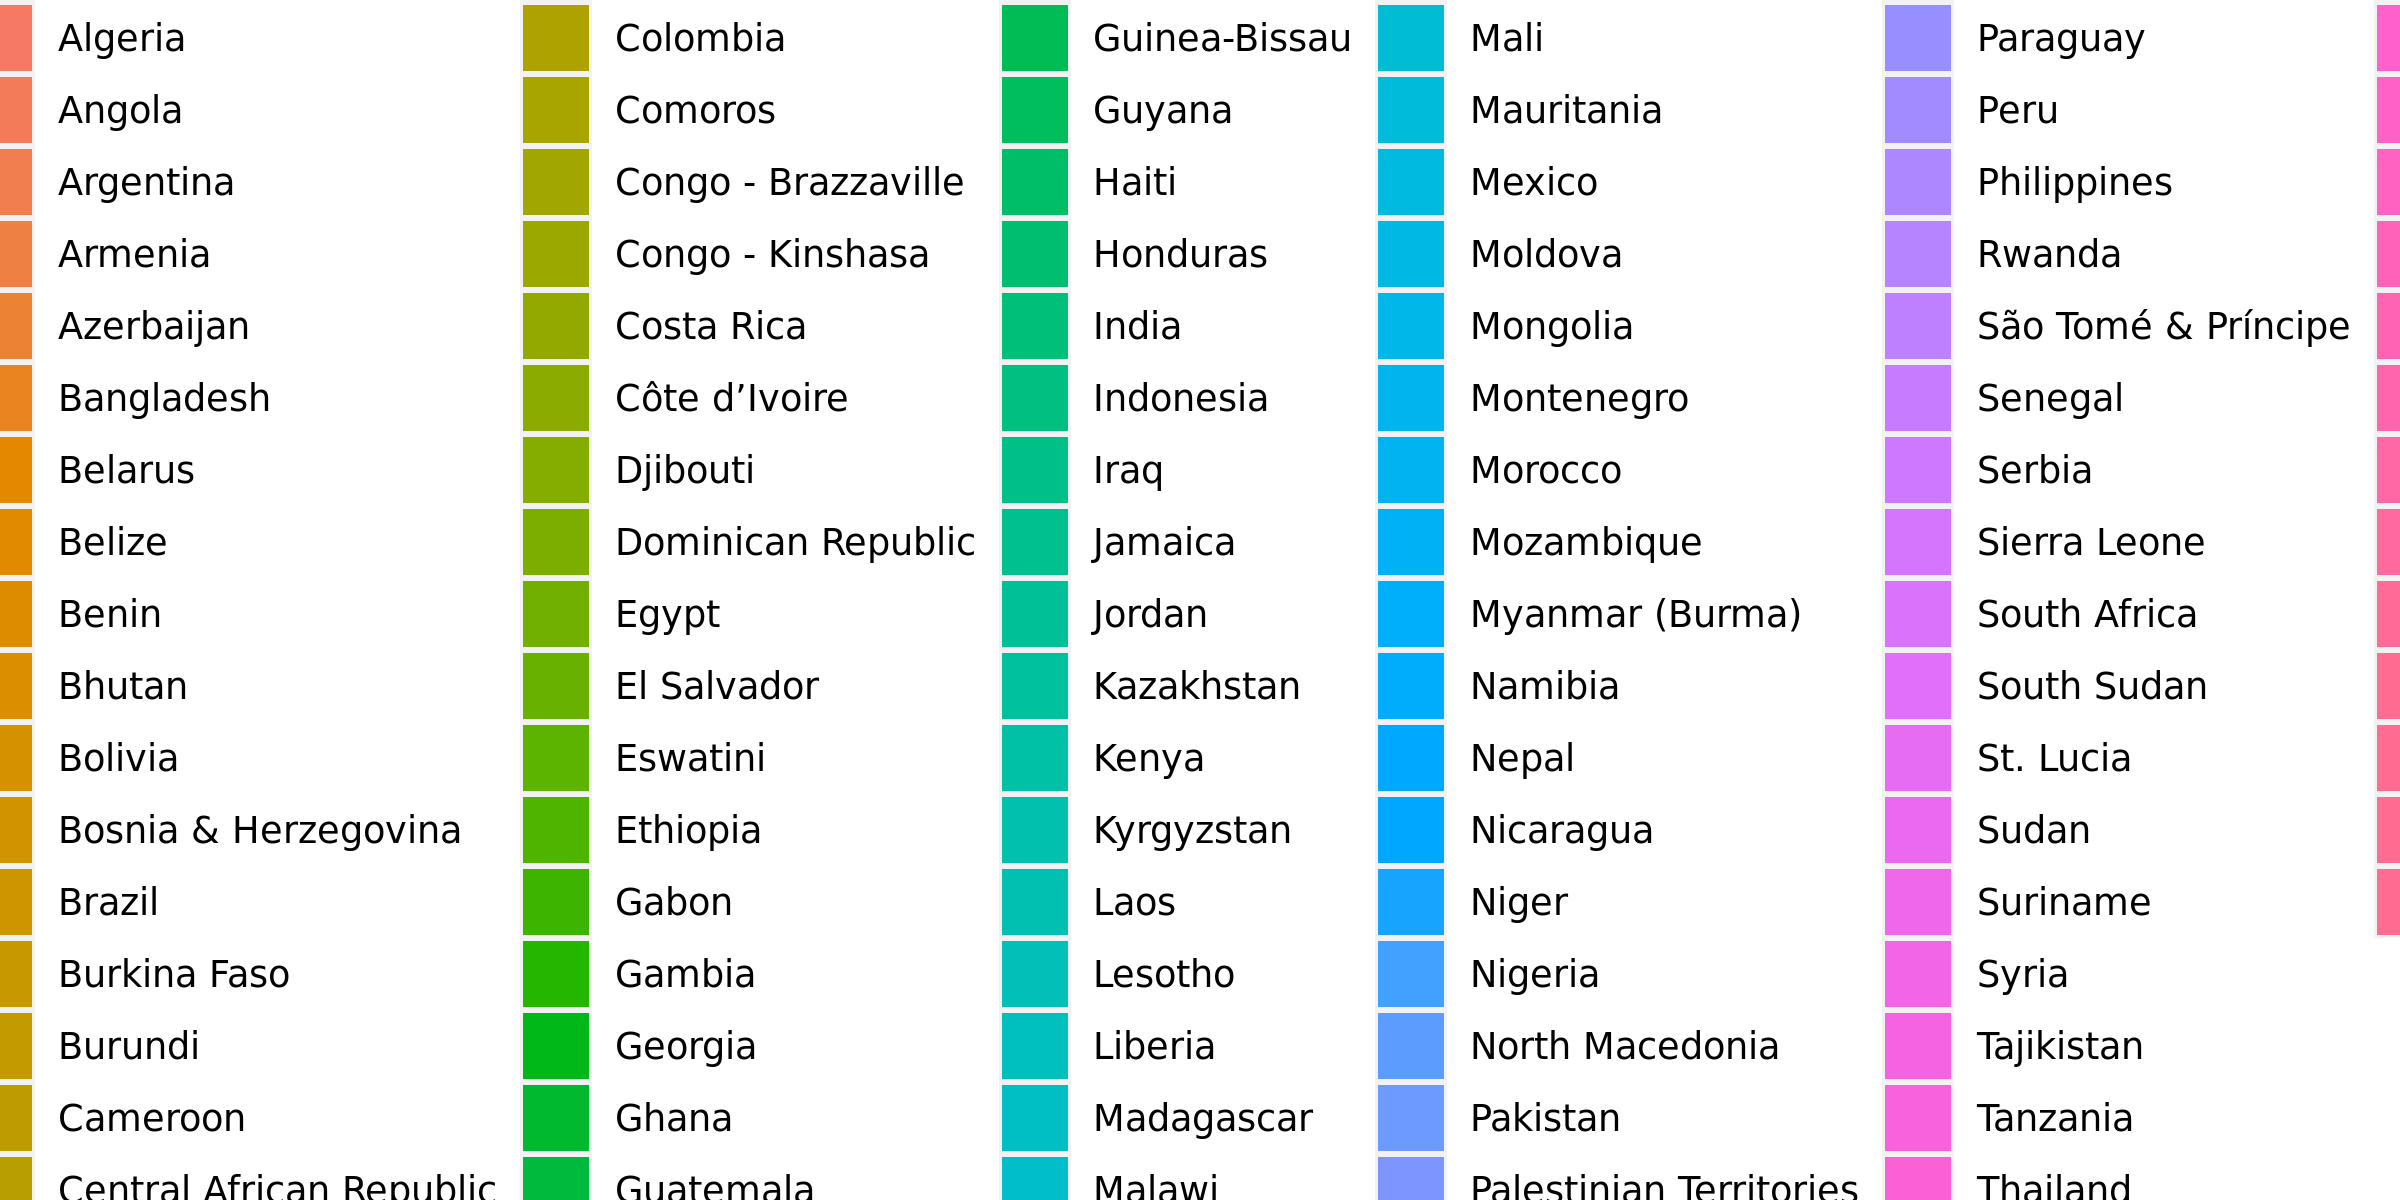 Algeria
Angola
Argentina
Armenia
Azerbaijan
Bangladesh
Belarus
Belize
Benin
Bhutan
Bolivia
Bosnia & Herzegovina
Brazil
Burkina Faso
Burundi
Cameroon
Central African Republic
Colombia
Comoros
Congo - Brazzaville
Congo - Kinshasa
Costa Rica
Côte d’Ivoire
Djibouti
Dominican Republic
Egypt
El Salvador
Eswatini
Ethiopia
Gabon
Gambia
Georgia
Ghana
Guatemala
Guinea-Bissau
Guyana
Haiti
Honduras
India
Indonesia
Iraq
Jamaica
Jordan
Kazakhstan
Kenya
Kyrgyzstan
Laos
Lesotho
Liberia
Madagascar
Malawi
Mali
Mauritania
Mexico
Moldova
Mongolia
Montenegro
Morocco
Mozambique
Myanmar (Burma)
Namibia
Nepal
Nicaragua
Niger
Nigeria
North Macedonia
Pakistan
Palestinian Territories
Paraguay
Peru
Philippines
Rwanda
São Tomé & Príncipe
Senegal
Serbia
Sierra Leone
South Africa
South Sudan
St. Lucia
Sudan
Suriname
Syria
Tajikistan
Tanzania
Thailand